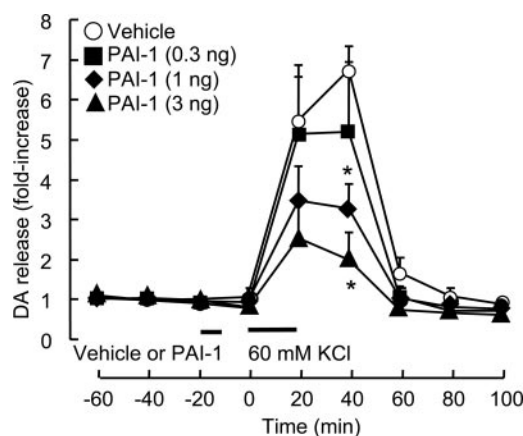 8
7
6
5
4
3
2
1
0
DA release (fold-increase)
Vehicle
PAI-1 (0.3 ng)
PAI-1 (1 ng)
PAI-1 (3 ng)
*
*
Vehicle or PAI-1 60 mM KCl
-60 -40 -20 0 20 40 60 80 100
Time (min)